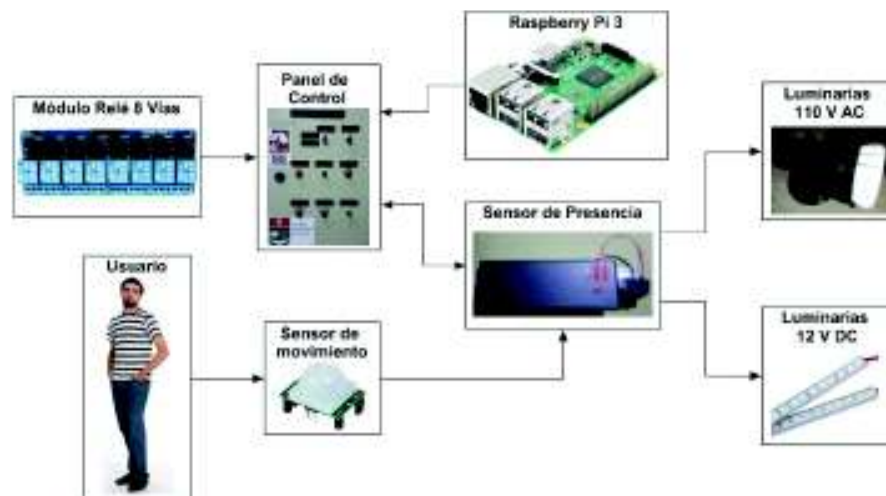 Raspberry Pi 3
Panel de
Control
Módulo Relé 8 Vías
Luminarias
110 V AC
Sensor de Presencia
Usuario
Sensor de
movimiento
Luminarias
12 V DC